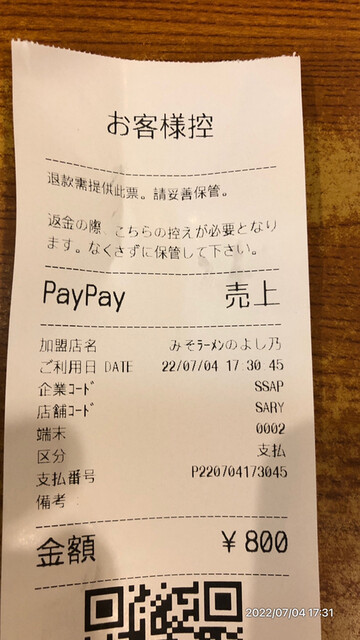 お客様控
退款需提供此票。請妥善保管。
返金の際 こちらの控えが必要となり
ます。なくさずに保管して下さい。
PayPay 売上
加盟店名 みそラーメンのよし乃
ご利用日 DATE 22/07/04 17:30 45
企業コード SSAP
店舗コード SARY
端末 0002
区分 支払
支払番号 P220704173045
備考
金額 ¥800
2022/07/04 17:31